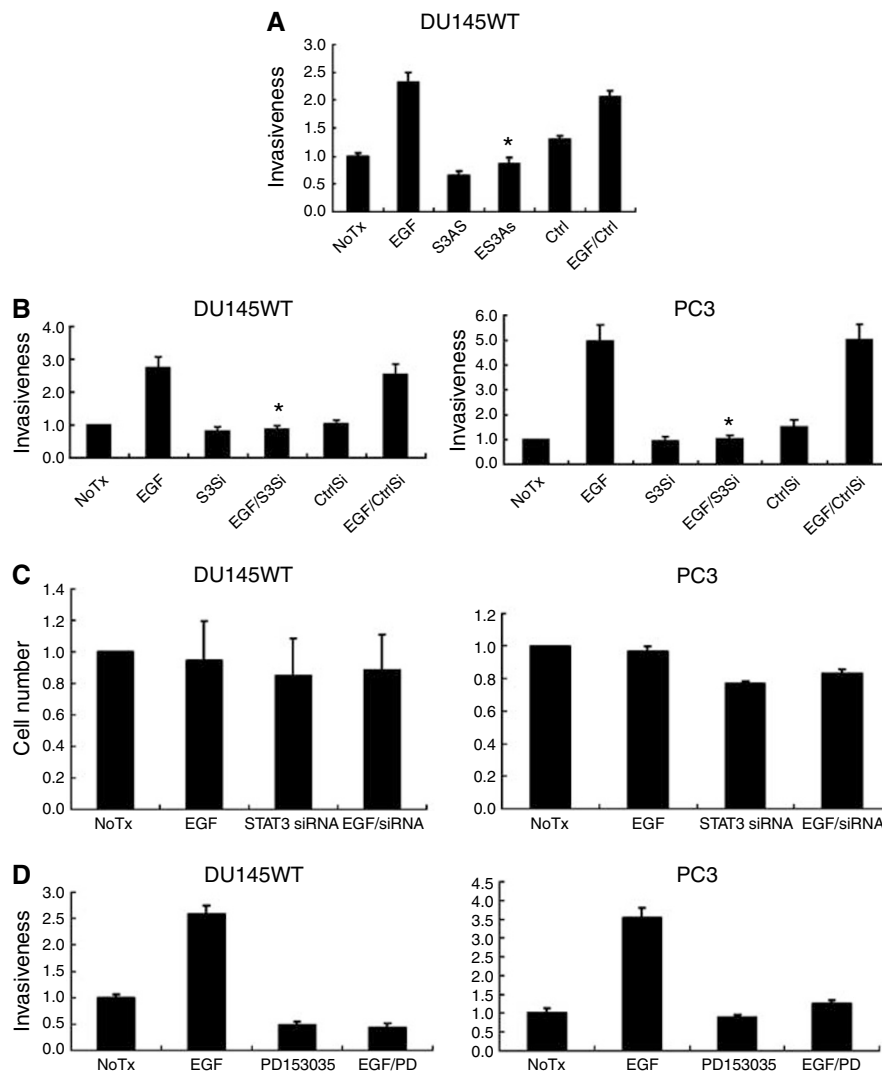 A
DU145WT
Invasiveness
3.0
2.5
2.0
1.5
1.0
0.5
0.0
*
NoTx
EGF
S3AS
ES3As
Ctrl
EGF/Ctrl
B
DU145WT
Invasiveness
4.0
3.0
2.0
1.0
0.0
*
NoTx
EGF
S3Si
EGF/S3Si
CtrlSi
EGF/CtrlSi
PC3
Invasiveness
6.0
5.0
4.0
3.0
2.0
1.0
0.0
*
NoTx
EGF
S3Si
EGF/S3Si
CtrlSi
EGF/CtrlSi
C
DU145WT
Cell number
1.4
1.2
1.0
0.8
0.6
0.4
0.2
0.0
NoTx
EGF
STAT3 siRNA
EGF/siRNA
PC3
1.2
1.0
0.8
0.6
0.4
0.2
0.0
NoTx
EGF
STAT3 siRNA
EGF/siRNA
D
DU145WT
Invasiveness
3.0
2.5
2.0
1.5
1.0
0.5
0.0
NoTx
EGF
PD153035
EGF/PD
PC3
4.5
4.0
3.5
3.0
2.5
2.0
1.5
1.0
0.5
0.0
NoTx
EGF
PD153035
EGF/PD